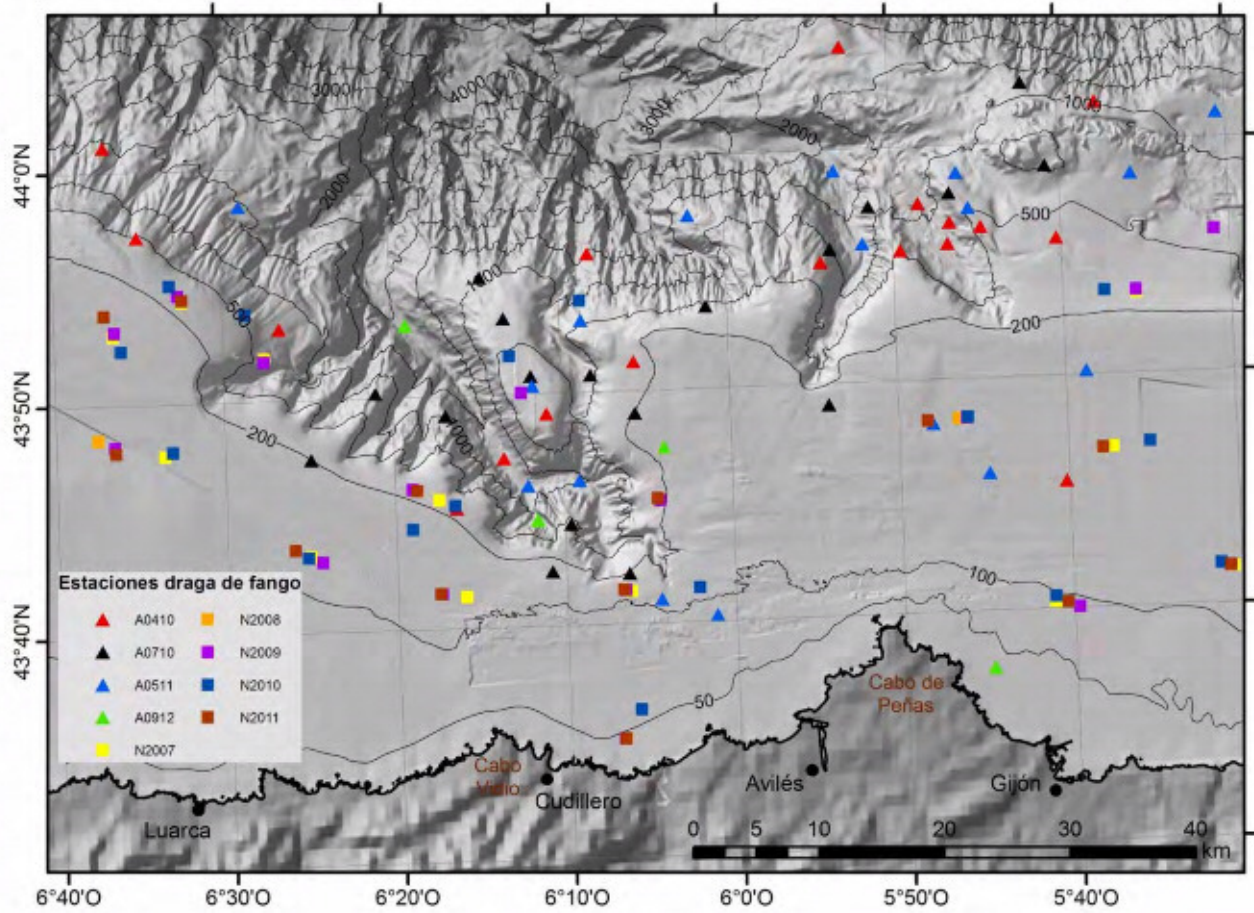 3000
4000
3000
2000
1000
2000
500
1000
500
200
200
1000
100
50
44°0'N
43°50'N
43°40'N
Estaciones draga de fango
A0410
N2008
A0710
N2009
A0511
N2010
A0912
N2011
N2007
Cabo de
Peñas
Cabo
Vidio
Luarca
Cudillero
Avilés
Gijón
0 5 10 20 30 40
km
6°40'O 6°30'O 6°20'O 6°10'O 6°0'O 5°50'O 5°40'O